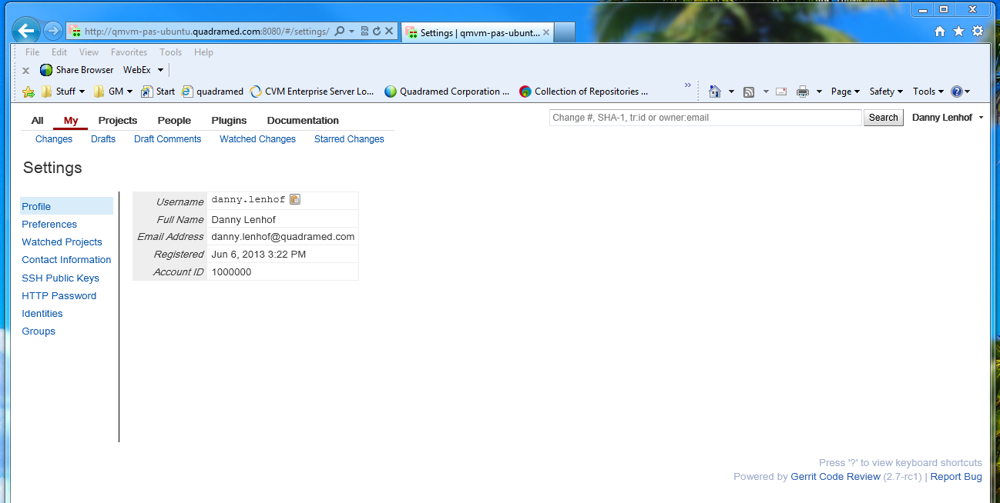 http://qmvm-pas-ubuntu.quadramed.com:8080/#/settings/
Settings | qmvm-pas-ubunt...
File Edit View Favorites Tools Help
x Share Browser WebEx
Stuff GM Start quadramed CVM Enterprise Server Lo... Quadramed Corporation ... Collection of Repositories ... » Page Safety Tools
All My Projects People Plugins Documentation
Change #, SHA-1, tr:id or owner:email Search Danny Lenhof
Changes Drafts Draft Comments Watched Changes Starred Changes
Settings
Profile
Preferences
Watched Projects
Contact Information
SSH Public Keys
HTTP Password
Identities
Groups
Username danny.lenhof
Full Name Danny Lenhof
Email Address danny.lenhof@quadramed.com
Registered Jun 6, 2013 3:22 PM
Account ID 1000000
Press '?' to view keyboard shortcuts
Powered by Gerrit Code Review (2.7-rc1) | Report Bug